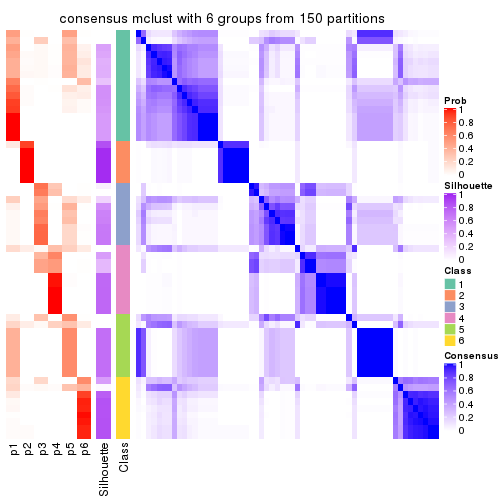 consensus mclust with 6 groups from 150 partitions
Prob
1
0.8
0.6
0.4
0.2
0
Silhouette
1
0.8
0.6
0.4
0.2
0
Class
1
2
3
4
5
6
Consensus
1
0.8
0.6
0.4
0.2
0
p1
p2
p3
p4
p5
p6
Silhouette
Class